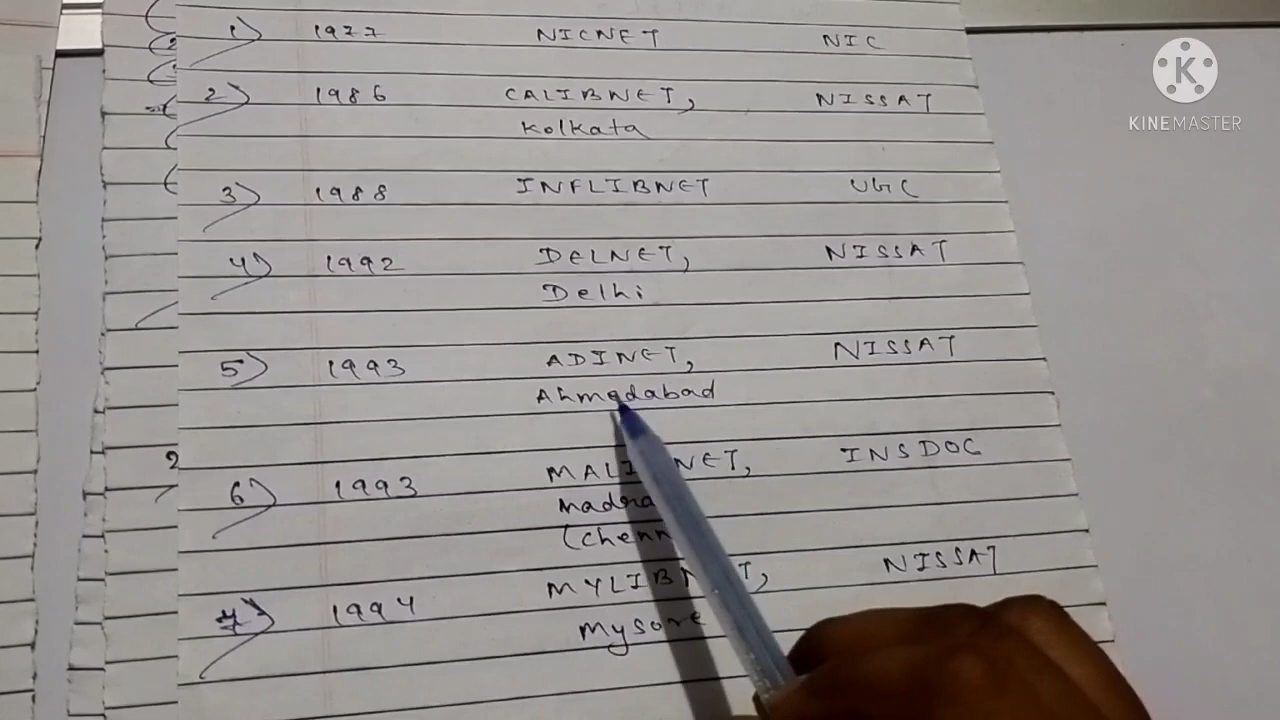 1) 1977 NICNET NIC
2) 1986 CALIBNET, NISSAT
Kolkata
3) 1988 INFLIBNET UGC
4) 1992 DELNET, NISSAT
Delhi
5) 1993 ADINET, NISSAT
Ahmedabad
6) 1993 INSDOC
7) 1994 NISSAT
Mysore
K
KINEMASTER